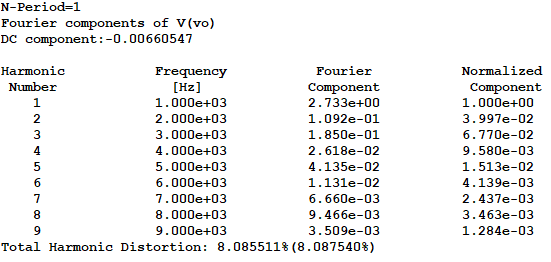 N-Period=1
Fourier components of V(vo)
DC component:-0.00660547
Harmonic Frequency Fourier Normalized
Number [Hz] Component Component
1 1.000e+03 2.733e+00 1.000e+00
2 2.000e+03 1.092e-01 3.997e-02
3 3.000e+03 1.850e-01 6.770e-02
4 4.000e+03 2.618e-02 9.580e-03
5 5.000e+03 4.135e-02 1.513e-02
6 6.000e+03 1.131e-02 4.139e-03
7 7.000e+03 6.660e-03 2.437e-03
8 8.000e+03 9.466e-03 3.463e-03
9 9.000e+03 3.509e-03 1.284e-03
Total Harmonic Distortion: 8.085511%(8.087540%)